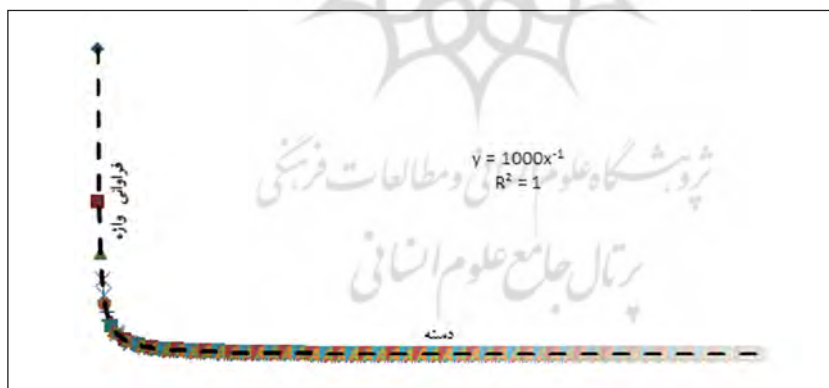 فراوانی واژه
y = 1000x⁻¹
R² = 1
پژوهشگاه علوم انسانی و مطالعات فرهنگی
پرتال جامع علوم انسانی
دسته